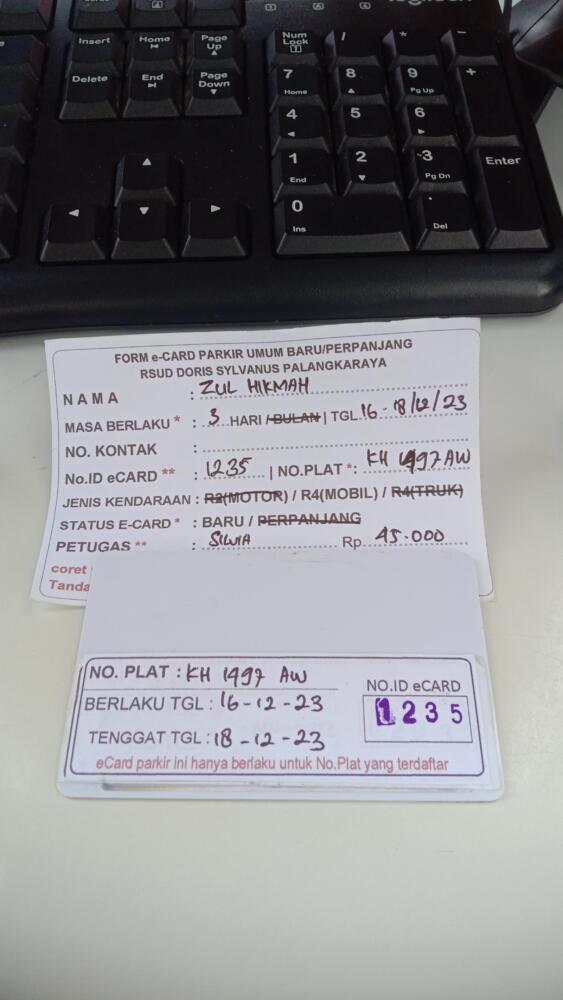 Insert Home Page Up Num Lock / * -
Delete End Page Down 7 Home 8 9 Pg Up +
4 5 6
1 End 2 3 Pg Dn Enter
0 Ins . Del
FORM e-CARD PARKIR UMUM BARU/PERPANJANG
RSUD DORIS SYLVANUS PALANGKARAYA
NAMA : ZUL HIKMAH
MASA BERLAKU * : 3 HARI / BULAN | TGL 16 - 18/12/23
NO. KONTAK :
No.ID eCARD ** : 1235 | NO.PLAT *: KH 1497 AW
JENIS KENDARAAN : R2(MOTOR) / R4(MOBIL) / R4(TRUK)
STATUS E-CARD * : BARU / PERPANJANG
PETUGAS ** : SILVIA Rp 45.000
coret
Tanda
NO. PLAT : KH 1497 AW
BERLAKU TGL : 16-12-23
TENGGAT TGL : 18-12-23
NO.ID eCARD
1235
eCard parkir ini hanya berlaku untuk No.Plat yang terdaftar